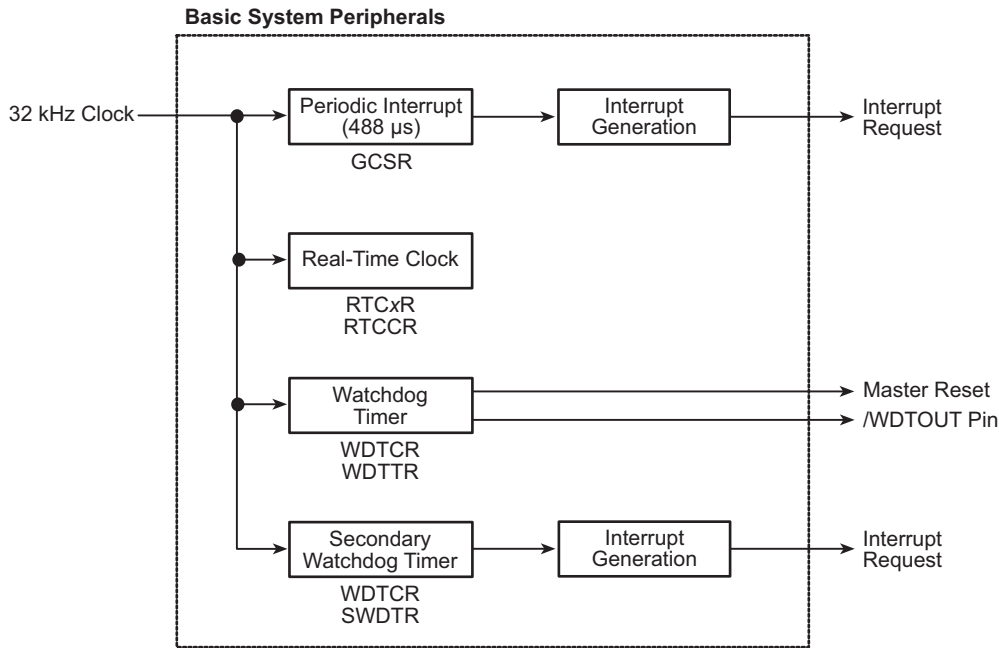 Basic System Peripherals
32 kHz Clock
Periodic Interrupt
(488 µs)
GCSR
Interrupt
Generation
Interrupt
Request
Real-Time Clock
RTCxR
RTCCR
Watchdog
Timer
WDTCR
WDTTR
Master Reset
/WDTOUT Pin
Secondary
Watchdog Timer
WDTCR
SWDTR
Interrupt
Generation
Interrupt
Request